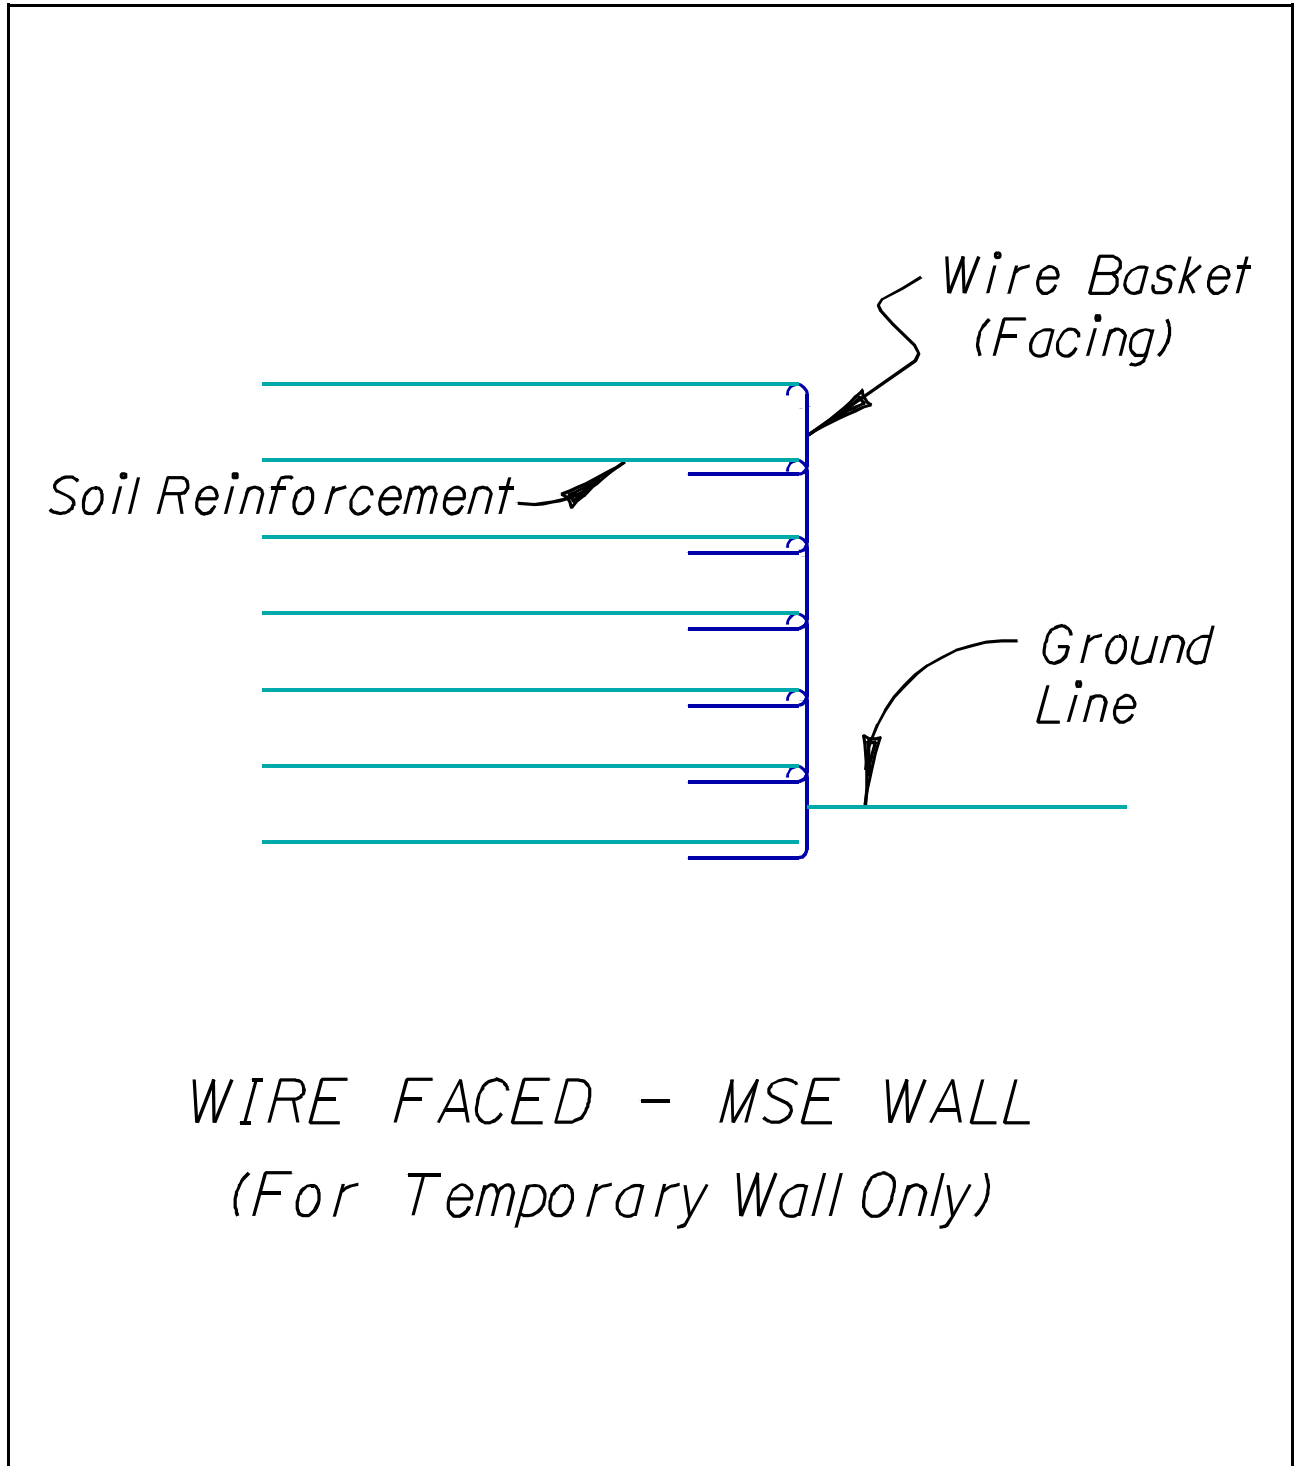 Wire Basket
(Facing)
Soil Reinforcement
Ground
Line
WIRE FACED - MSE WALL
(For Temporary Wall Only)